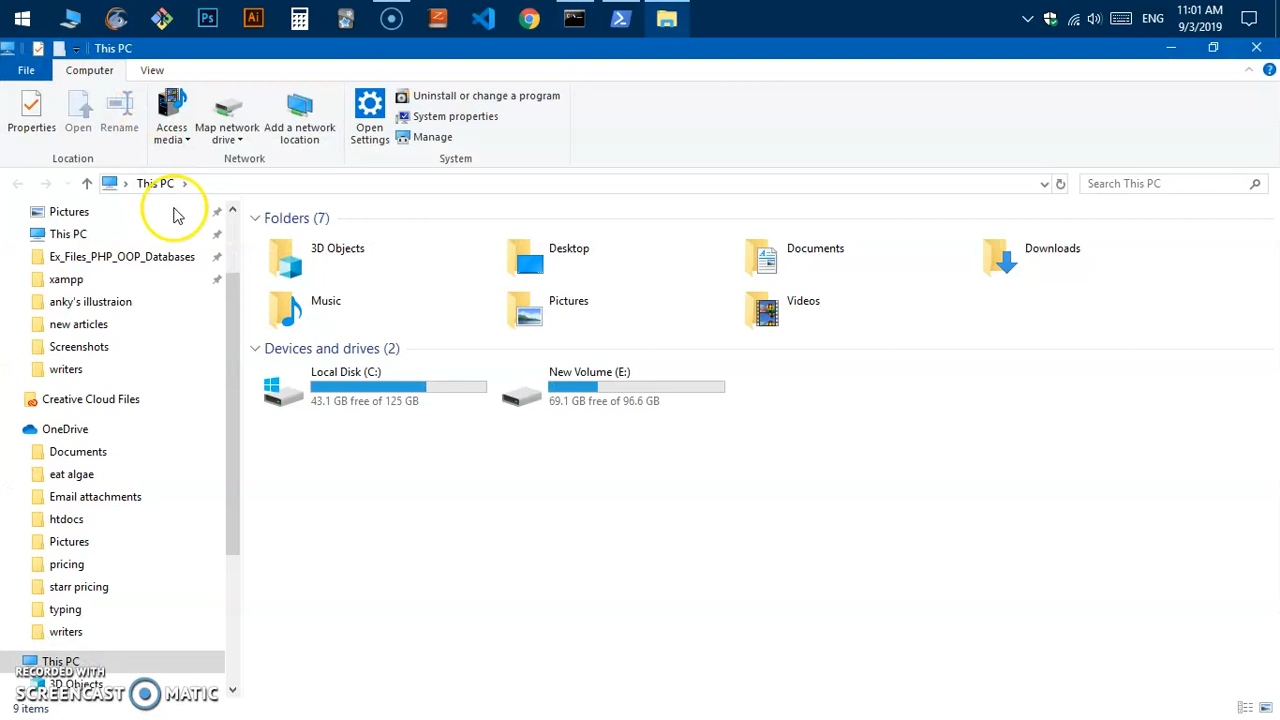 Ps
Ai
ENG
11:01 AM
9/3/2019
This PC
File
Computer
View
Properties
Open
Rename
Access media
Map network drive
Add a network location
Open Settings
Uninstall or change a program
System properties
Manage
Location
Network
System
This PC
Search This PC
Pictures
This PC
Ex_Files_PHP_OOP_Databases
xampp
anky's illustraion
new articles
Screenshots
writers
Creative Cloud Files
OneDrive
Documents
eat algae
Email attachments
htdocs
Pictures
pricing
starr pricing
typing
writers
This PC
3D Objects
Folders (7)
3D Objects
Desktop
Documents
Downloads
Music
Pictures
Videos
Devices and drives (2)
Local Disk (C:)
43.1 GB free of 125 GB
New Volume (E:)
69.1 GB free of 96.6 GB
RECORDED WITH
SCREENCAST MATIC
9 items